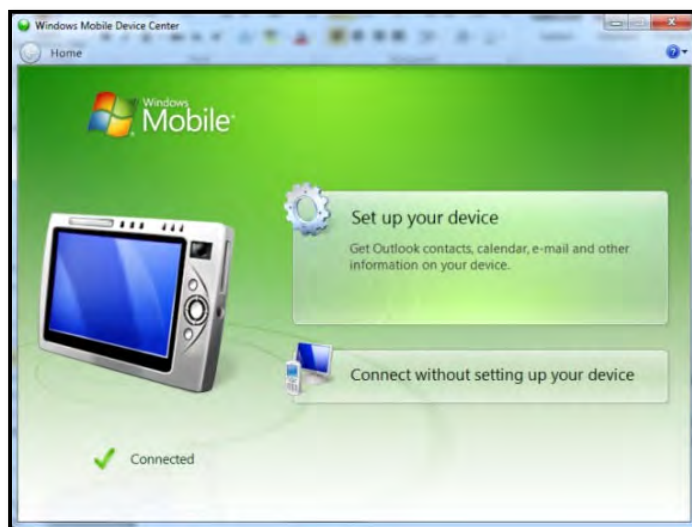 Windows Mobile Device Center
Home
Windows
Mobile
Set up your device
Get Outlook contacts, calendar, e-mail and other
information on your device.
Connect without setting up your device
Connected